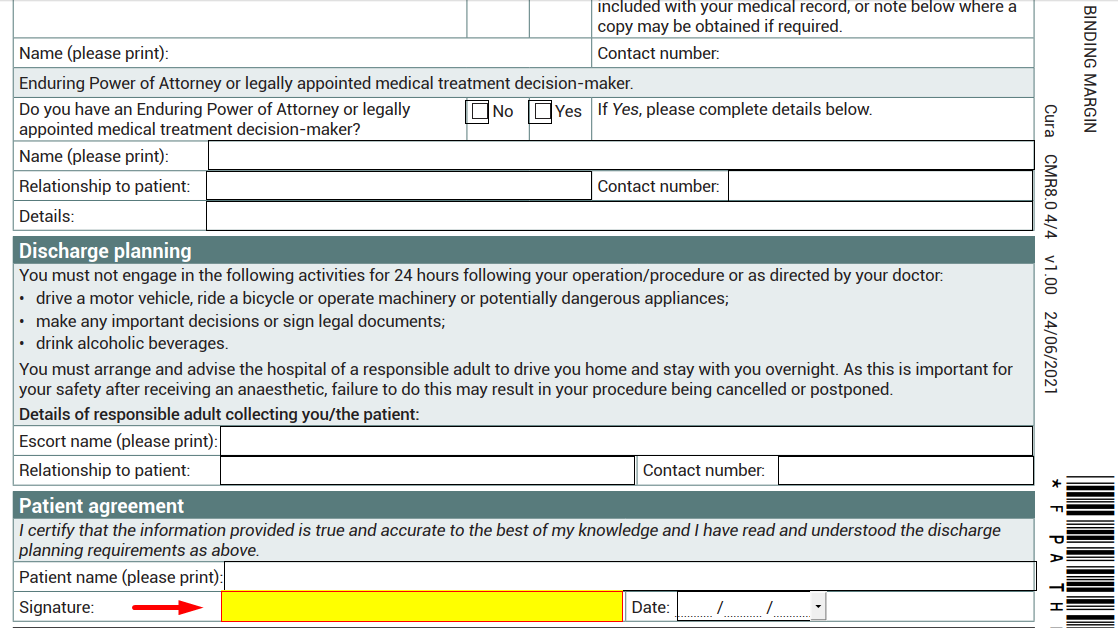 included with your medical record, or note below where a
copy may be obtained if required.
Name (please print):
Contact number:
Enduring Power of Attorney or legally appointed medical treatment decision-maker.
Do you have an Enduring Power of Attorney or legally
appointed medical treatment decision-maker?
No
Yes
If Yes, please complete details below.
Name (please print):
Relationship to patient:
Contact number:
Details:
Discharge planning
You must not engage in the following activities for 24 hours following your operation/procedure or as directed by your doctor:
• drive a motor vehicle, ride a bicycle or operate machinery or potentially dangerous appliances;
• make any important decisions or sign legal documents;
• drink alcoholic beverages.
You must arrange and advise the hospital of a responsible adult to drive you home and stay with you overnight. As this is important for
your safety after receiving an anaesthetic, failure to do this may result in your procedure being cancelled or postponed.
Details of responsible adult collecting you/the patient:
Escort name (please print):
Relationship to patient:
Contact number:
Patient agreement
I certify that the information provided is true and accurate to the best of my knowledge and I have read and understood the discharge
planning requirements as above.
Patient name (please print):
Signature:
Date: ........ / ........ / ........
BINDING MARGIN
Cura CMR8.0 4/4 v1.00 24/06/2021
* F P A T H